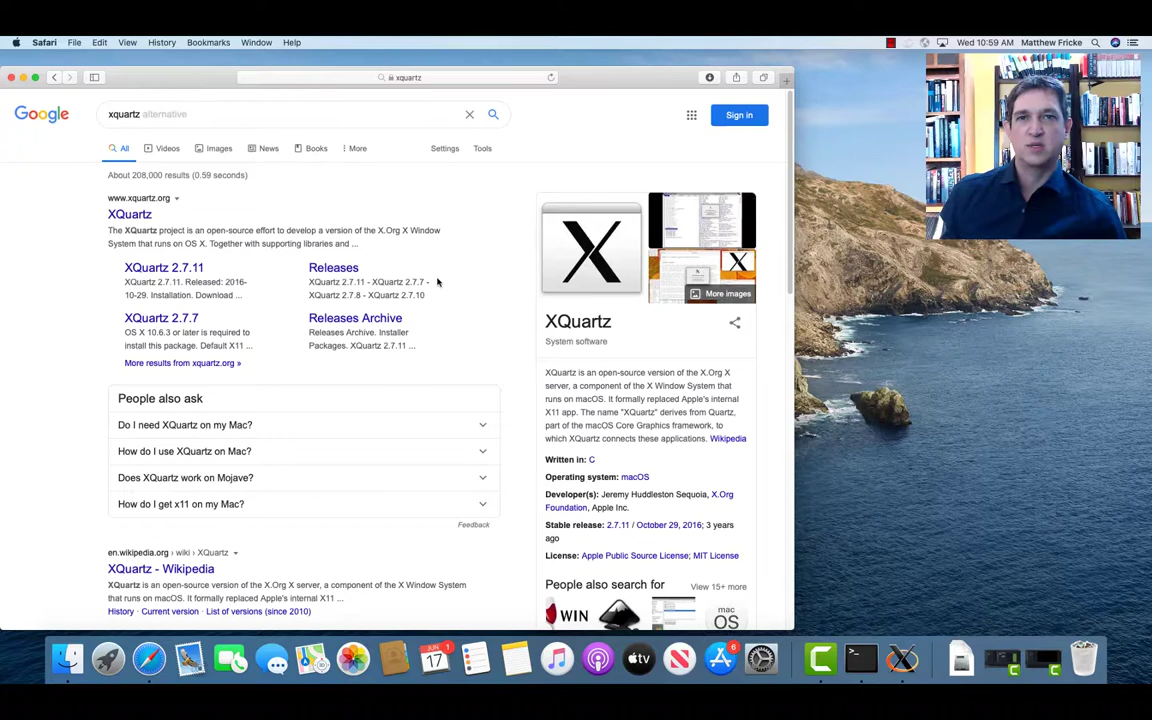 Safari File Edit View History Bookmarks Window Help
Wed 10:59 AM Matthew Fricke
xquartz
Google
xquartz alternative
Sign in
All Videos Images News Books More Settings Tools
About 208,000 results (0.59 seconds)
www.xquartz.org
XQuartz
The XQuartz project is an open-source effort to develop a version of the X.Org X Window
System that runs on OS X. Together with supporting libraries and ...
XQuartz 2.7.11
XQuartz 2.7.11. Released: 2016-
10-29. Installation. Download ...
Releases
XQuartz 2.7.11 - XQuartz 2.7.7 -
XQuartz 2.7.8 - XQuartz 2.7.10
XQuartz 2.7.7
OS X 10.6.3 or later is required to
install this package. Default X11 ...
Releases Archive
Releases Archive. Installer
Packages. XQuartz 2.7.11 ...
More results from xquartz.org »
People also ask
Do I need XQuartz on my Mac?
How do I use XQuartz on Mac?
Does XQuartz work on Mojave?
How do I get x11 on my Mac?
Feedback
en.wikipedia.org › wiki › XQuartz
XQuartz - Wikipedia
XQuartz is an open-source version of the X.Org X server, a component of the X Window System
that runs on macOS. It formally replaced Apple's internal X11 ...
History · Current version · List of versions (since 2010)
X
X
More images
XQuartz
System software
XQuartz is an open-source version of the X.Org X
server, a component of the X Window System that
runs on macOS. It formally replaced Apple's internal
X11 app. The name "XQuartz" derives from Quartz,
part of the macOS Core Graphics framework, to
which XQuartz connects these applications. Wikipedia
Written in: C
Operating system: macOS
Developer(s): Jeremy Huddleston Sequoia, X.Org
Foundation, Apple Inc.
Stable release: 2.7.11 / October 29, 2016; 3 years
ago
License: Apple Public Source License; MIT License
People also search for
View 15+ more
WIN
mac
OS
JUN
17
1
tv
6